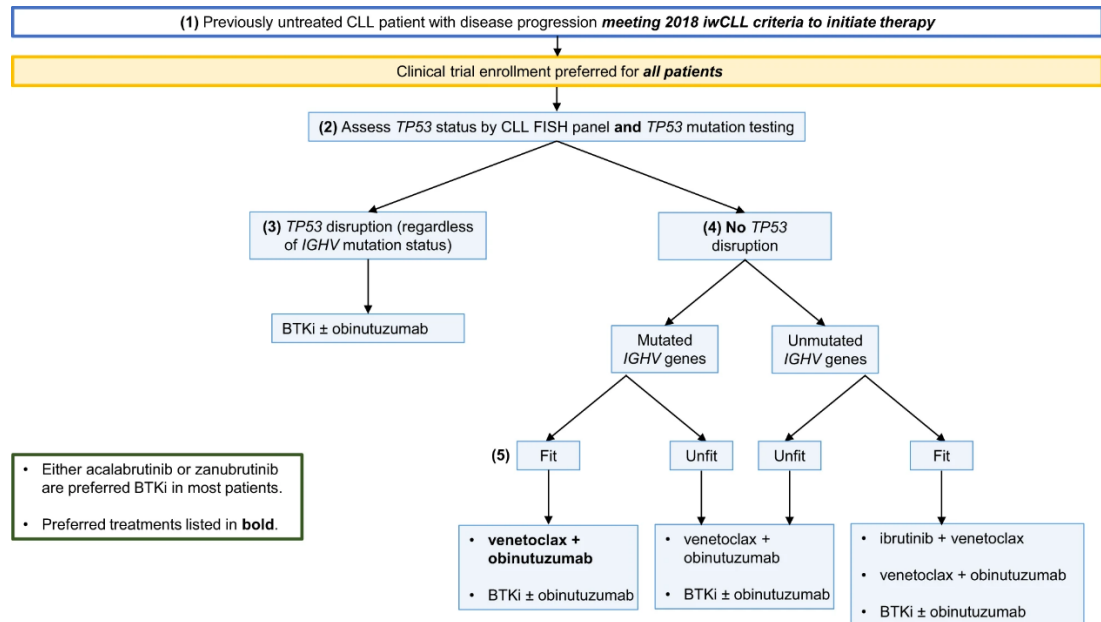 (1) Previously untreated CLL patient with disease progression meeting 2018 iwCLL criteria to initiate therapy
Clinical trial enrollment preferred for all patients
(2) Assess TP53 status by CLL FISH panel and TP53 mutation testing
(3) TP53 disruption (regardless
of IGHV mutation status)
(4) No TP53
disruption
BTKi ± obinutuzumab
Mutated
IGHV genes
Unmutated
IGHV genes
(5)
Fit
Unfit
Unfit
Fit
• Either acalabrutinib or zanubrutinib
are preferred BTKi in most patients.
• Preferred treatments listed in bold.
• venetoclax +
obinutuzumab
• BTKi ± obinutuzumab
• venetoclax +
obinutuzumab
• BTKi ± obinutuzumab
• ibrutinib + venetoclax
• venetoclax + obinutuzumab
• BTKi ± obinutuzumab